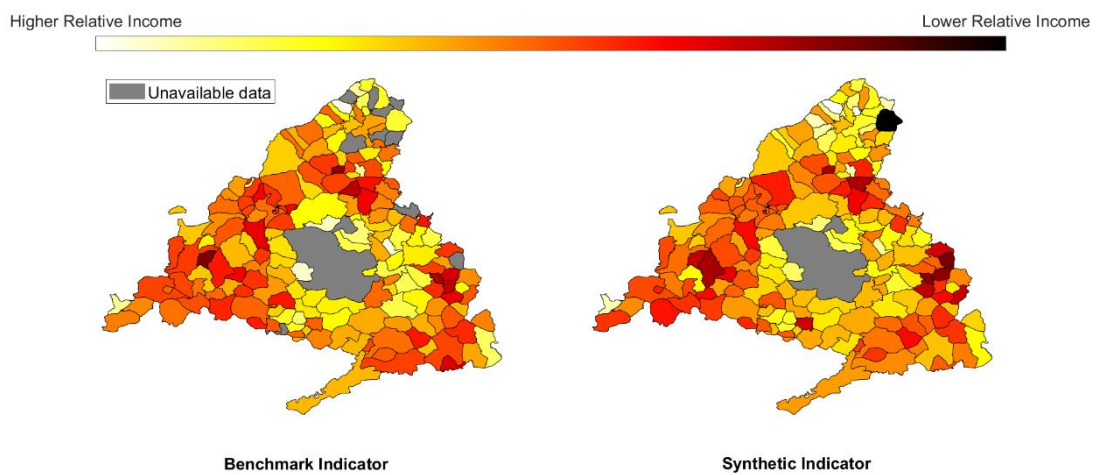 Higher Relative Income
Lower Relative Income
Unavailable data
Benchmark Indicator
Synthetic Indicator